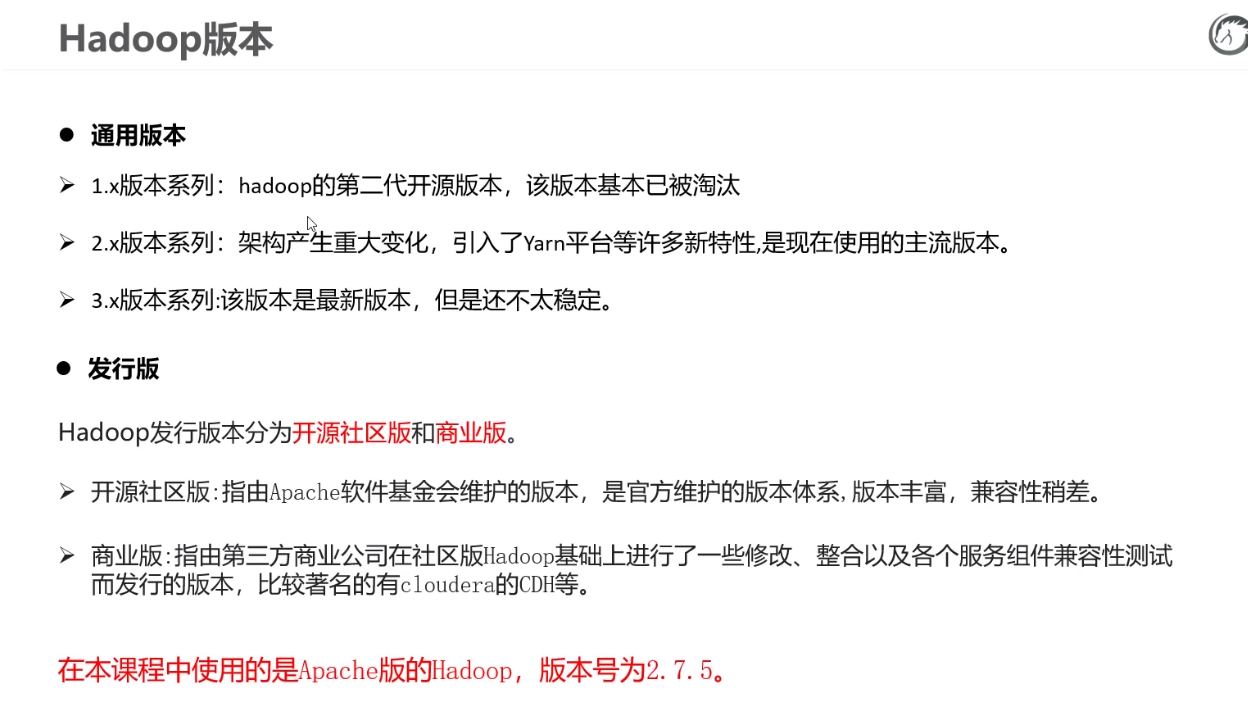 Hadoop版本
● 通用版本
➢ 1.x版本系列：hadoop的第二代开源版本，该版本基本已被淘汰
➢ 2.x版本系列：架构产生重大变化，引入了Yarn平台等许多新特性,是现在使用的主流版本。
➢ 3.x版本系列:该版本是最新版本，但是还不太稳定。
● 发行版
Hadoop发行版本分为开源社区版和商业版。
➢ 开源社区版:指由Apache软件基金会维护的版本，是官方维护的版本体系,版本丰富，兼容性稍差。
➢ 商业版:指由第三方商业公司在社区版Hadoop基础上进行了一些修改、整合以及各个服务组件兼容性测试
而发行的版本，比较著名的有cloudera的CDH等。
在本课程中使用的是Apache版的Hadoop，版本号为2.7.5。